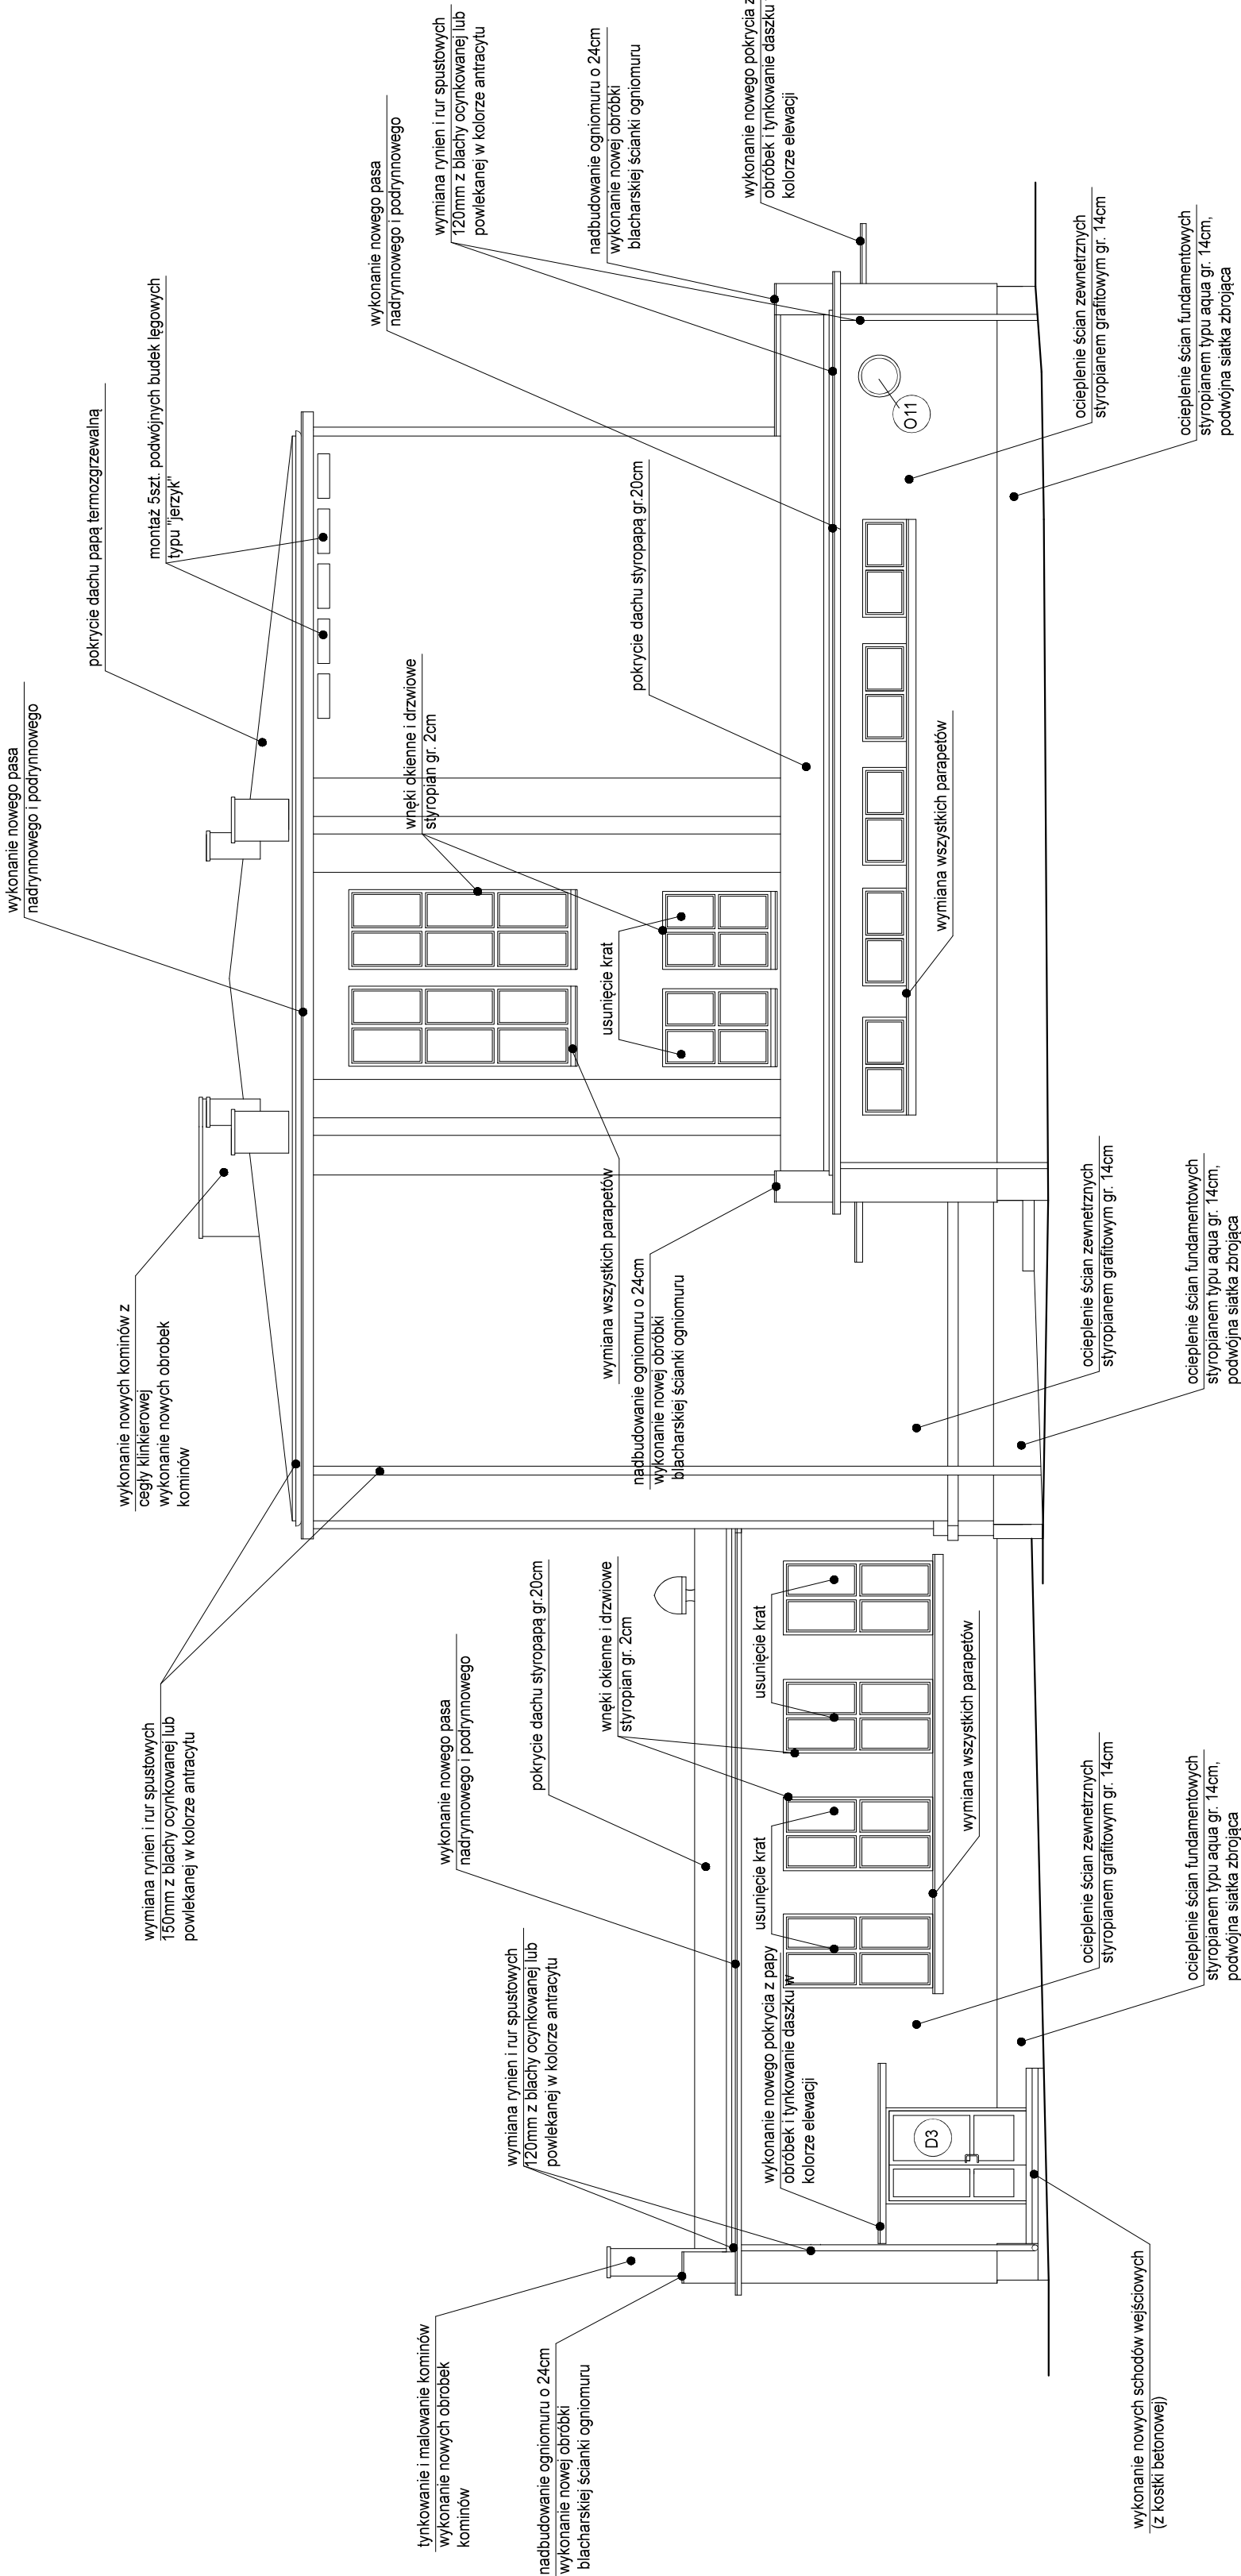 wykonanie nowego pasa
nadrynnowego i podrynnowego
pokrycie dachu papą termozgrzewalną
montaż 5szt. podwójnych budek lęgowych
typu "jerzyk"
wykonanie nowego pasa
nadrynnowego i podrynnowego
wymiana rynien i rur spustowych
120mm z blachy ocynkowanej lub
powlekanej w kolorze antracytu
nadbudowanie ogniomuru o 24cm
wykonanie nowej obróbki
blacharskiej ścianki ogniomuru
wykonanie nowego pokrycia z
obróbek i tynkowanie daszku
kolorze elewacji
wykonanie nowych kominów z
cegły klinkierowej
wykonanie nowych obrobek
kominów
wnęki okienne i drzwiowe
styropian gr. 2cm
usunięcie krat
pokrycie dachu styropapą gr.20cm
O11
wymiana wszystkich parapetów
wymiana wszystkich parapetów
nadbudowanie ogniomuru o 24cm
wykonanie nowej obróbki
blacharskiej ścianki ogniomuru
ocieplenie ścian zewnetrznych
styropianem grafitowym gr. 14cm
ocieplenie ścian fundamentowych
styropianem typu aqua gr. 14cm,
podwójna siatka zbrojąca
ocieplenie ścian zewnetrznych
styropianem grafitowym gr. 14cm
ocieplenie ścian fundamentowych
styropianem typu aqua gr. 14cm,
podwójna siatka zbrojąca
wymiana rynien i rur spustowych
150mm z blachy ocynkowanej lub
powlekanej w kolorze antracytu
wykonanie nowego pasa
nadrynnowego i podrynnowego
pokrycie dachu styropapą gr.20cm
wnęki okienne i drzwiowe
styropian gr. 2cm
usunięcie krat
usunięcie krat
wymiana wszystkich parapetów
wymiana rynien i rur spustowych
120mm z blachy ocynkowanej lub
powlekanej w kolorze antracytu
wykonanie nowego pokrycia z papy
obróbek i tynkowanie daszku w
kolorze elewacji
D3
ocieplenie ścian zewnetrznych
styropianem grafitowym gr. 14cm
ocieplenie ścian fundamentowych
styropianem typu aqua gr. 14cm,
podwójna siatka zbrojąca
tynkowanie i malowanie kominów
wykonanie nowych obrobek
kominów
nadbudowanie ogniomuru o 24cm
wykonanie nowej obróbki
blacharskiej ścianki ogniomuru
wykonanie nowych schodów wejściowych
(z kostki betonowej)